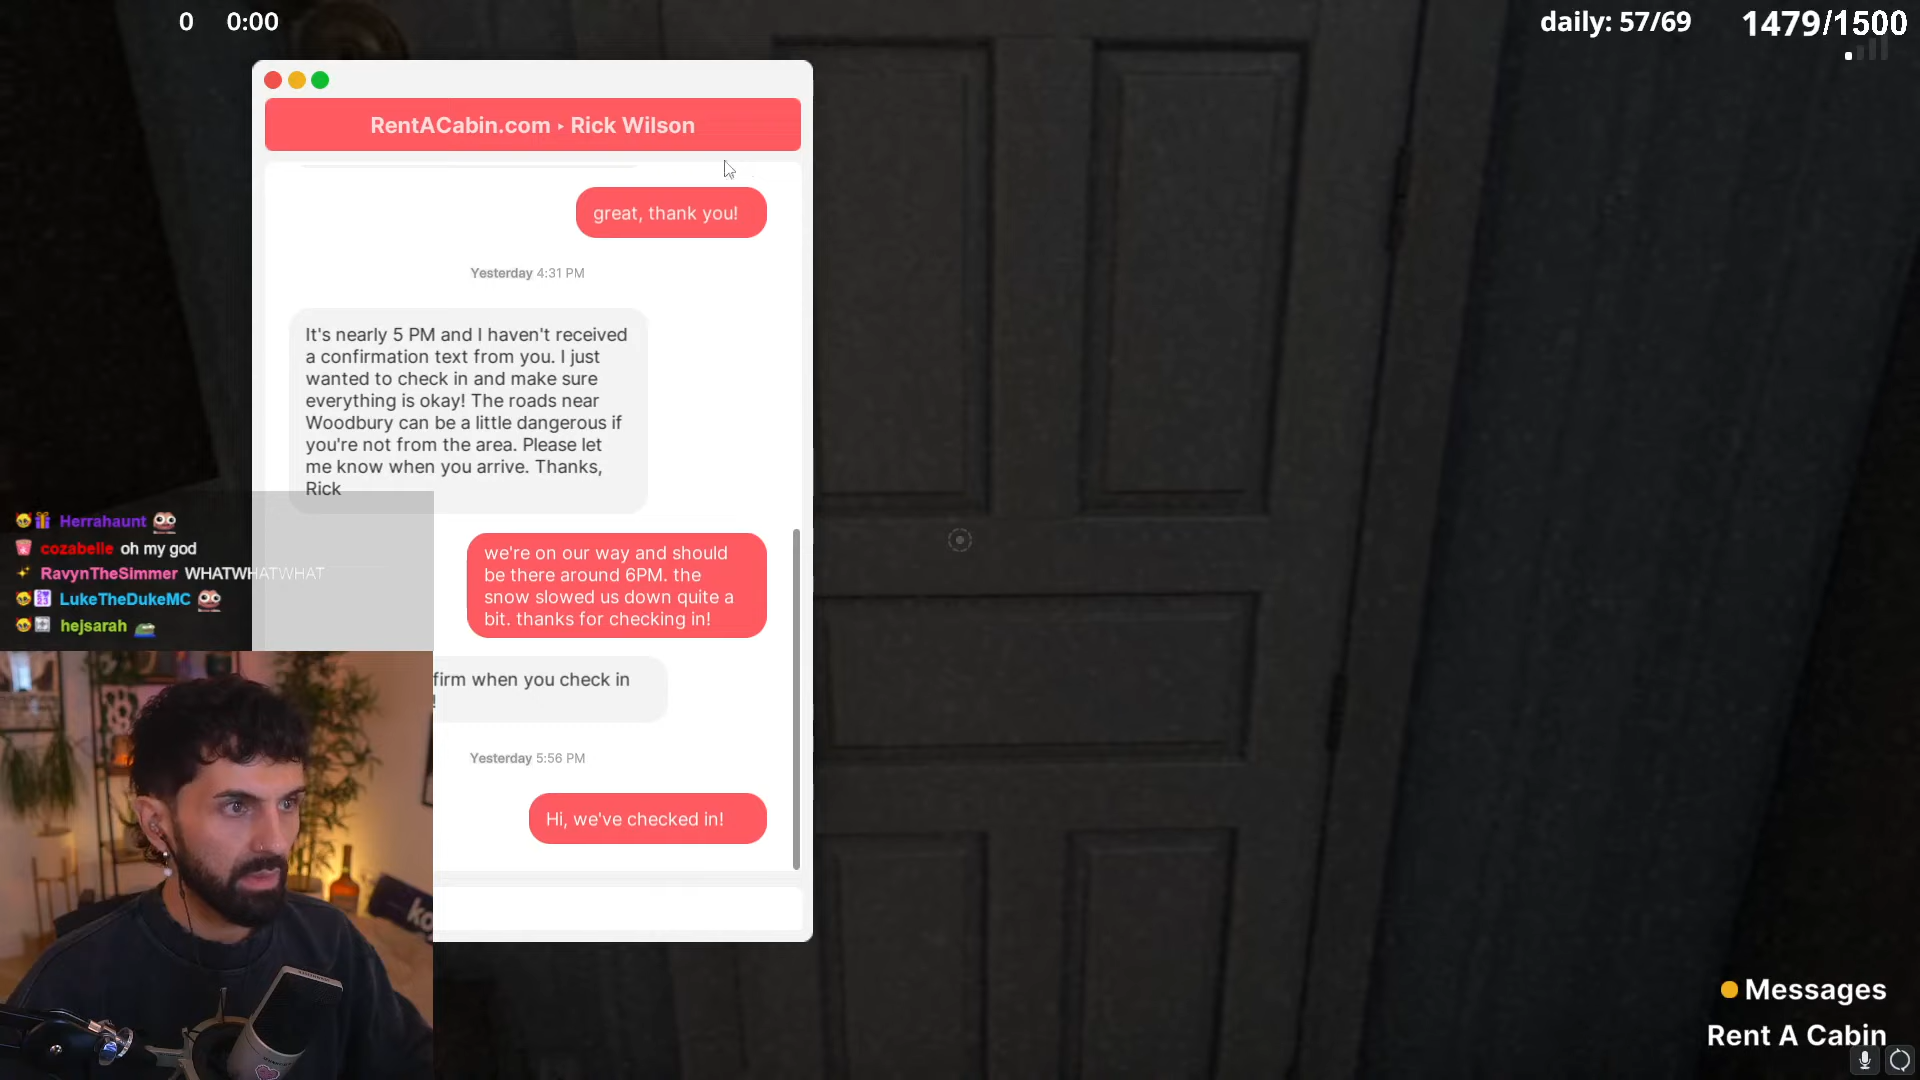 0 0:00
daily: 57/69 1479/1500
RentACabin.com ▸ Rick Wilson
great, thank you!
Yesterday 4:31 PM
It's nearly 5 PM and I haven't received
a confirmation text from you. I just
wanted to check in and make sure
everything is okay! The roads near
Woodbury can be a little dangerous if
you're not from the area. Please let
me know when you arrive. Thanks,
Rick
we're on our way and should
be there around 6PM. the
snow slowed us down quite a
bit. thanks for checking in!
firm when you check in
!
Yesterday 5:56 PM
Hi, we've checked in!
Herrahaunt
cozabelle oh my god
RavynTheSimmer WHATWHATWHAT
LukeTheDukeMC
hejsarah
Messages
Rent A Cabin